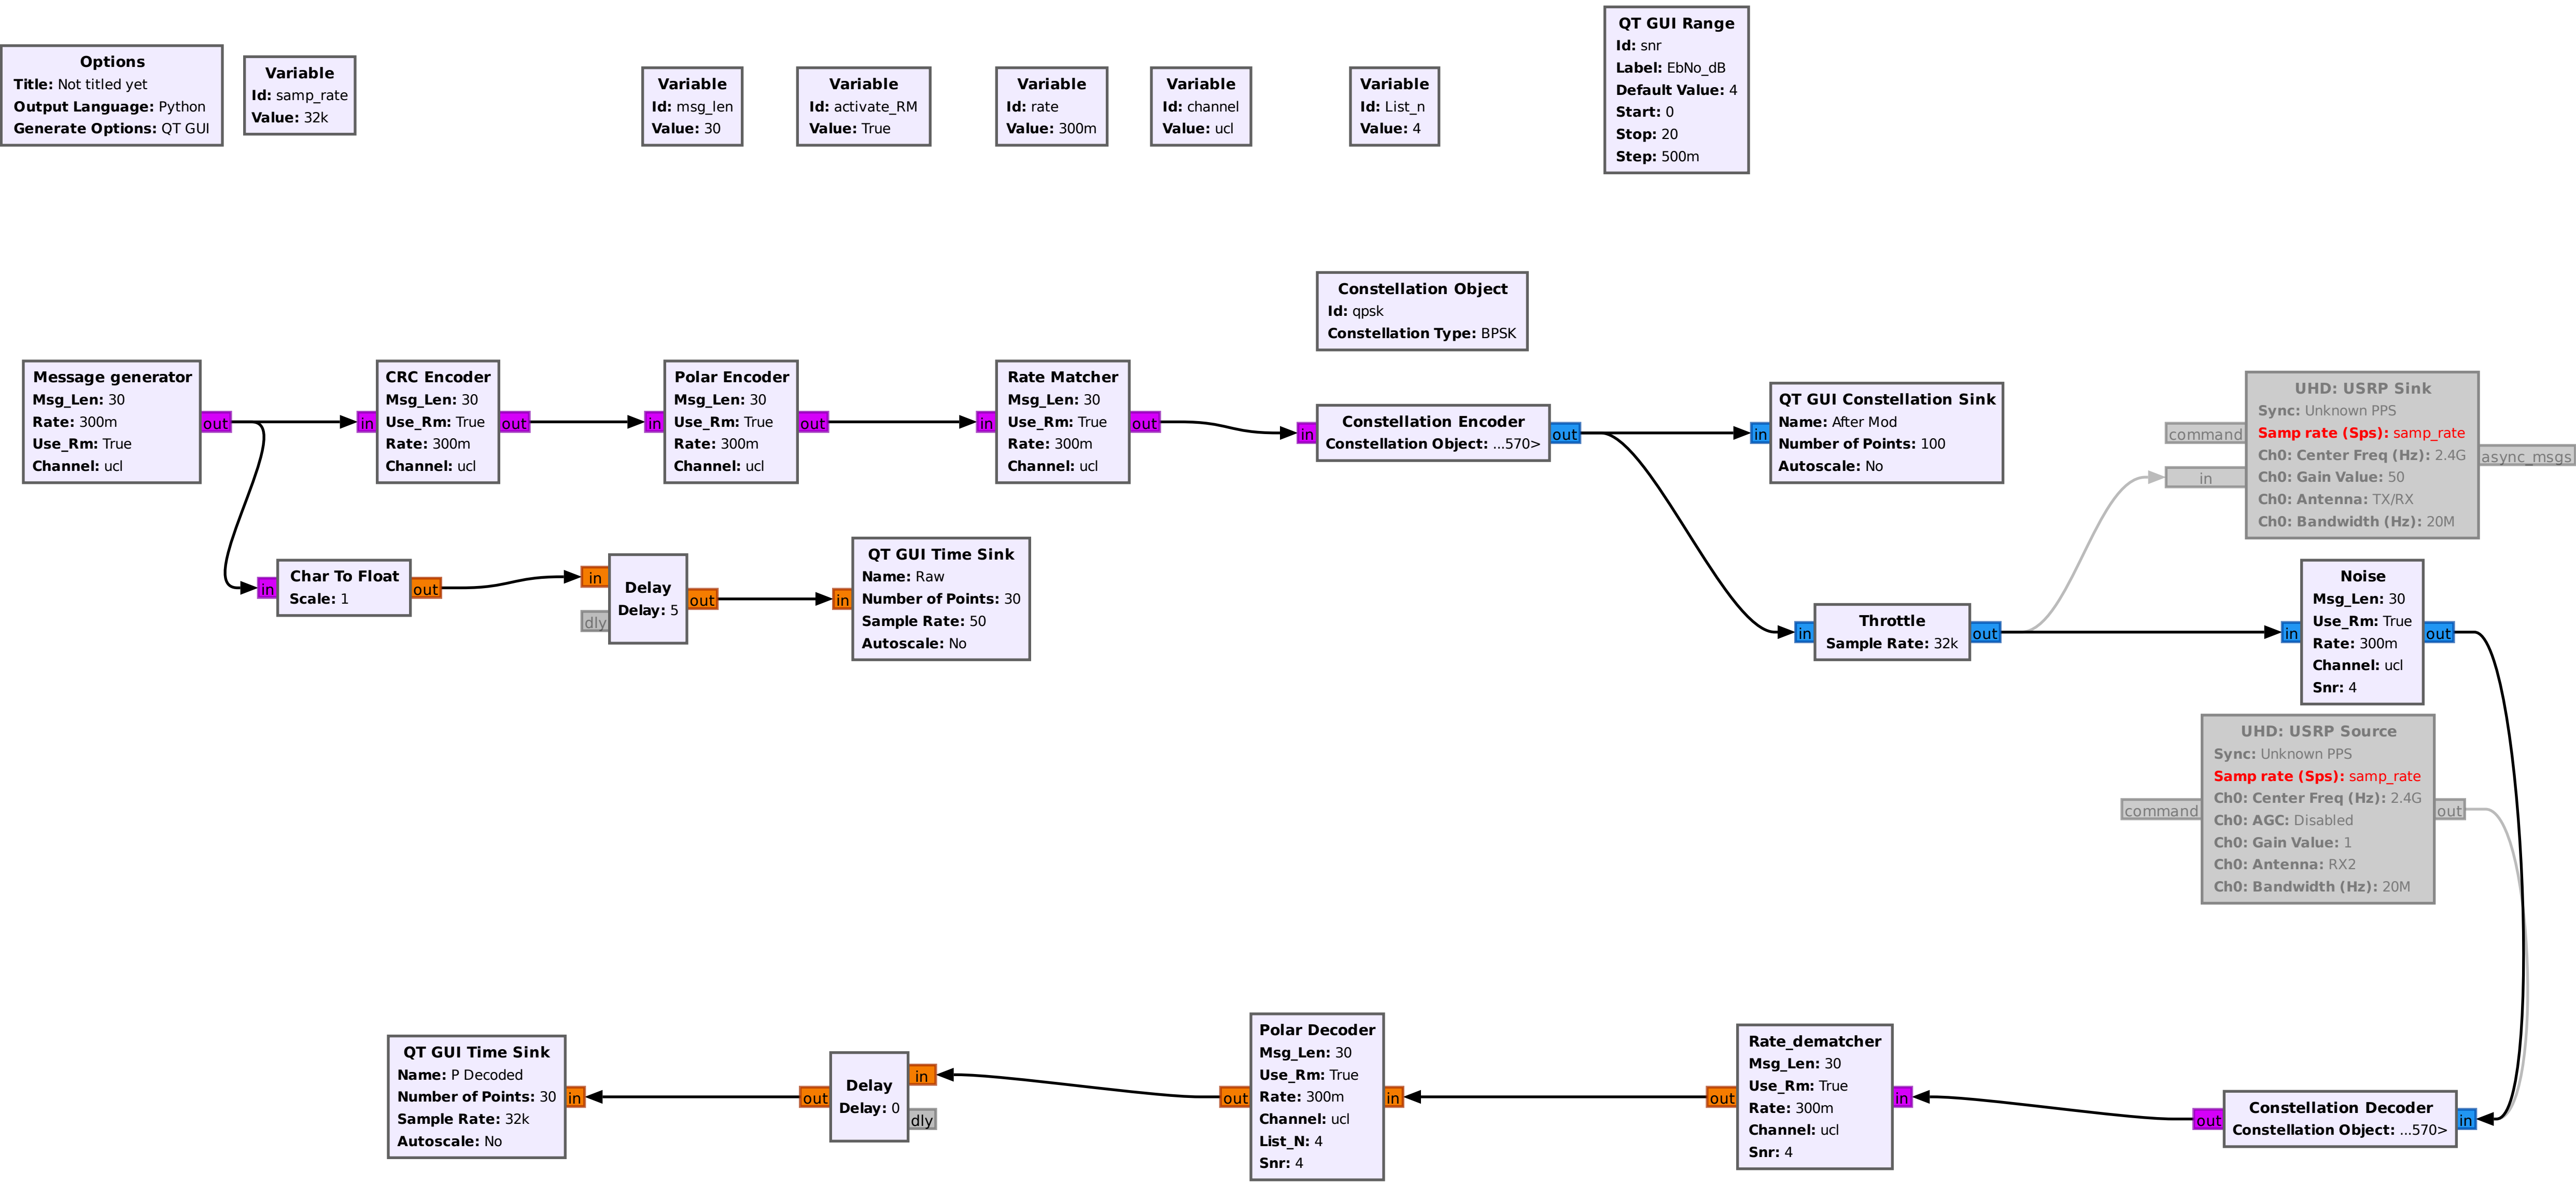 Options
Title: Not titled yet
Output Language: Python
Generate Options: QT GUI
Variable
Id: samp_rate
Value: 32k
Variable
Id: msg_len
Value: 30
Variable
Id: activate_RM
Value: True
Variable
Id: rate
Value: 300m
Variable
Id: channel
Value: ucl
Variable
Id: List_n
Value: 4
QT GUI Range
Id: snr
Label: EbNo_dB
Default Value: 4
Start: 0
Stop: 20
Step: 500m
Constellation Object
Id: qpsk
Constellation Type: BPSK
Message generator
Msg_Len: 30
Rate: 300m
Use_Rm: True
Channel: ucl
out
in
CRC Encoder
Msg_Len: 30
Use_Rm: True
Rate: 300m
Channel: ucl
out
in
Polar Encoder
Msg_Len: 30
Use_Rm: True
Rate: 300m
Channel: ucl
out
in
Rate Matcher
Msg_Len: 30
Use_Rm: True
Rate: 300m
Channel: ucl
out
in
Constellation Encoder
Constellation Object: ...570>
out
in
QT GUI Constellation Sink
Name: After Mod
Number of Points: 100
Autoscale: No
command
in
UHD: USRP Sink
Sync: Unknown PPS
Samp rate (Sps): samp_rate
Ch0: Center Freq (Hz): 2.4G
Ch0: Gain Value: 50
Ch0: Antenna: TX/RX
Ch0: Bandwidth (Hz): 20M
async_msgs
in
Char To Float
Scale: 1
out
in
dly
Delay
Delay: 5
out
in
QT GUI Time Sink
Name: Raw
Number of Points: 30
Sample Rate: 50
Autoscale: No
in
Throttle
Sample Rate: 32k
out
in
Noise
Msg_Len: 30
Use_Rm: True
Rate: 300m
Channel: ucl
Snr: 4
out
command
UHD: USRP Source
Sync: Unknown PPS
Samp rate (Sps): samp_rate
Ch0: Center Freq (Hz): 2.4G
Ch0: AGC: Disabled
Ch0: Gain Value: 1
Ch0: Antenna: RX2
Ch0: Bandwidth (Hz): 20M
out
QT GUI Time Sink
Name: P Decoded
Number of Points: 30
Sample Rate: 32k
Autoscale: No
in
out
Delay
Delay: 0
in
dly
out
Polar Decoder
Msg_Len: 30
Use_Rm: True
Rate: 300m
Channel: ucl
List_N: 4
Snr: 4
in
out
Rate_dematcher
Msg_Len: 30
Use_Rm: True
Rate: 300m
Channel: ucl
Snr: 4
in
out
Constellation Decoder
Constellation Object: ...570>
in